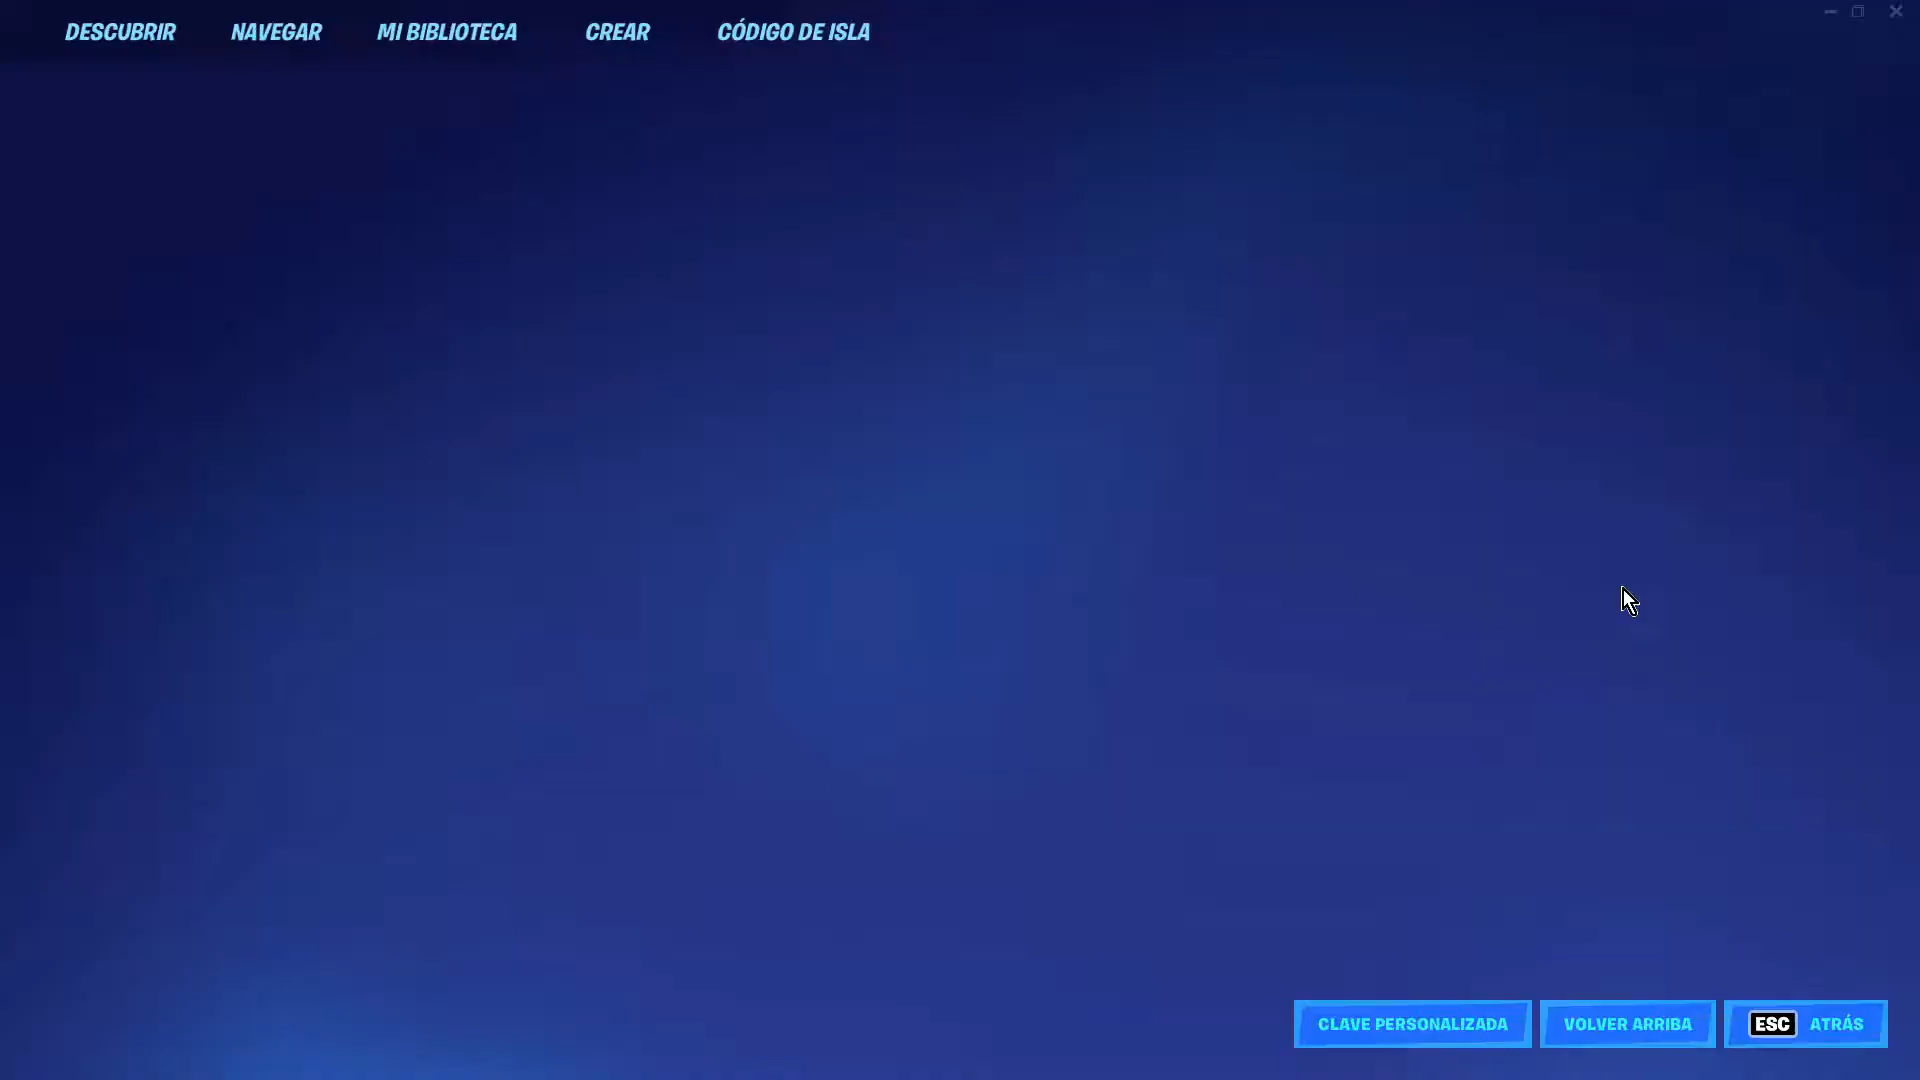 DESCUBRIR NAVEGAR MI BIBLIOTECA CREAR CÓDIGO DE ISLA
CLAVE PERSONALIZADA VOLVER ARRIBA ESC ATRÁS